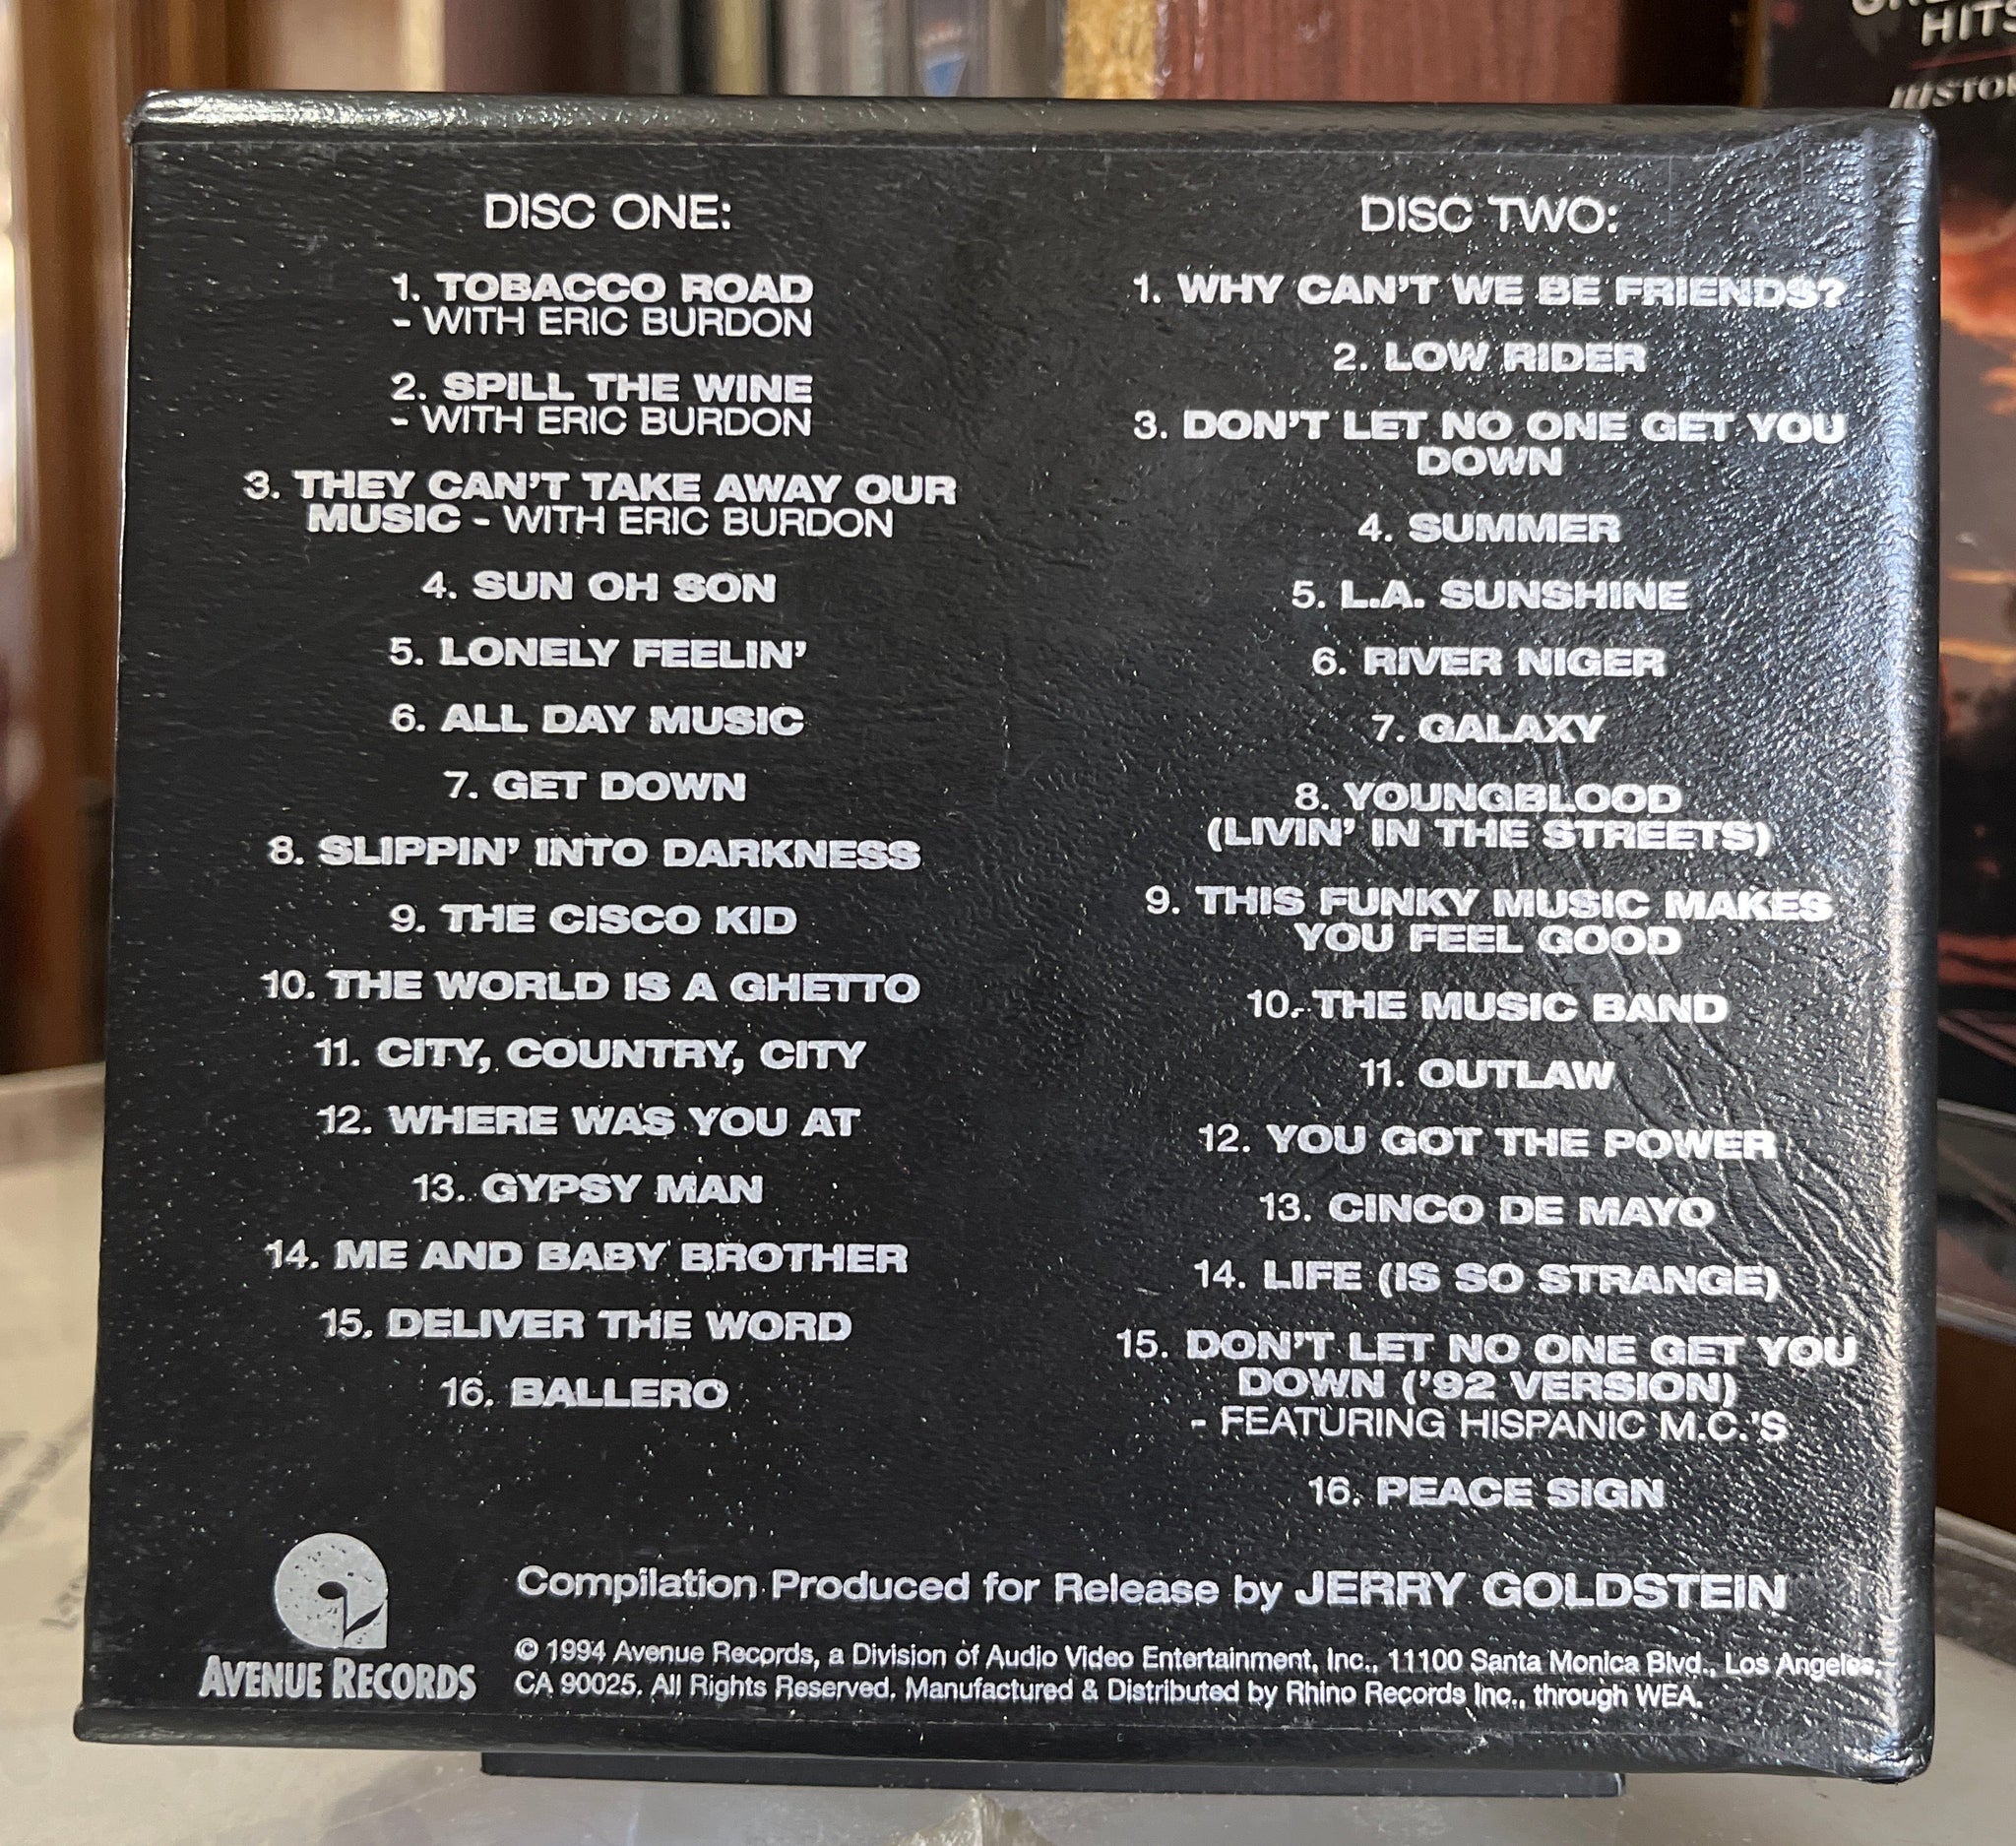 HITS
DISC ONE:
1. TOBACCO ROAD
- WITH ERIC BURDON
2. SPILL THE WINE
- WITH ERIC BURDON
3. THEY CAN'T TAKE AWAY OUR
MUSIC - WITH ERIC BURDON
4. SUN OH SON
5. LONELY FEELIN'
6. ALL DAY MUSIC
7. GET DOWN
8. SLIPPIN' INTO DARKNESS
9. THE CISCO KID
10. THE WORLD IS A GHETTO
11. CITY, COUNTRY, CITY
12. WHERE WAS YOU AT
13. GYPSY MAN
14. ME AND BABY BROTHER
15. DELIVER THE WORD
16. BALLERO
DISC TWO:
1. WHY CAN'T WE BE FRIENDS?
2. LOW RIDER
3. DON'T LET NO ONE GET YOU
DOWN
4. SUMMER
5. L.A. SUNSHINE
6. RIVER NIGER
7. GALAXY
8. YOUNGBLOOD
(LIVIN' IN THE STREETS)
9. THIS FUNKY MUSIC MAKES
YOU FEEL GOOD
10. THE MUSIC BAND
11. OUTLAW
12. YOU GOT THE POWER
13. CINCO DE MAYO
14. LIFE (IS SO STRANGE)
15. DON'T LET NO ONE GET YOU
DOWN ('92 VERSION)
- FEATURING HISPANIC M.C.'S
16. PEACE SIGN
AVENUE RECORDS
Compilation Produced for Release by JERRY GOLDSTEIN
© 1994 Avenue Records, a Division of Audio Video Entertainment, Inc., 11100 Santa Monica Blvd., Los Angeles,
CA 90025. All Rights Reserved. Manufactured & Distributed by Rhino Records Inc., through WEA.